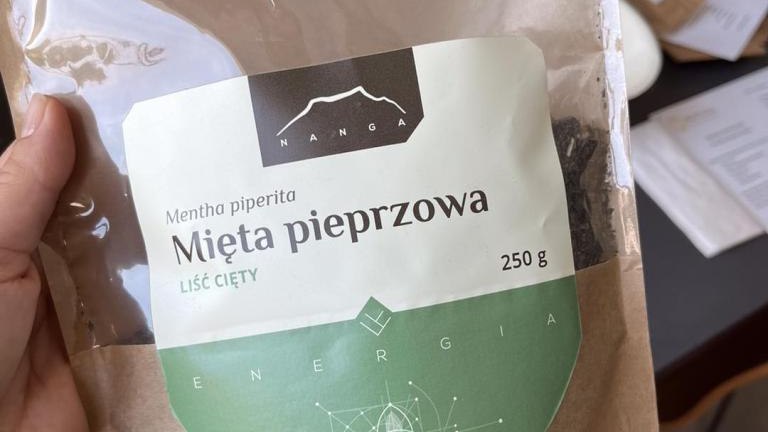 NANGA
Mentha piperita
Mięta pieprzowa
LIŚĆ CIĘTY
250 g
ENERGIA